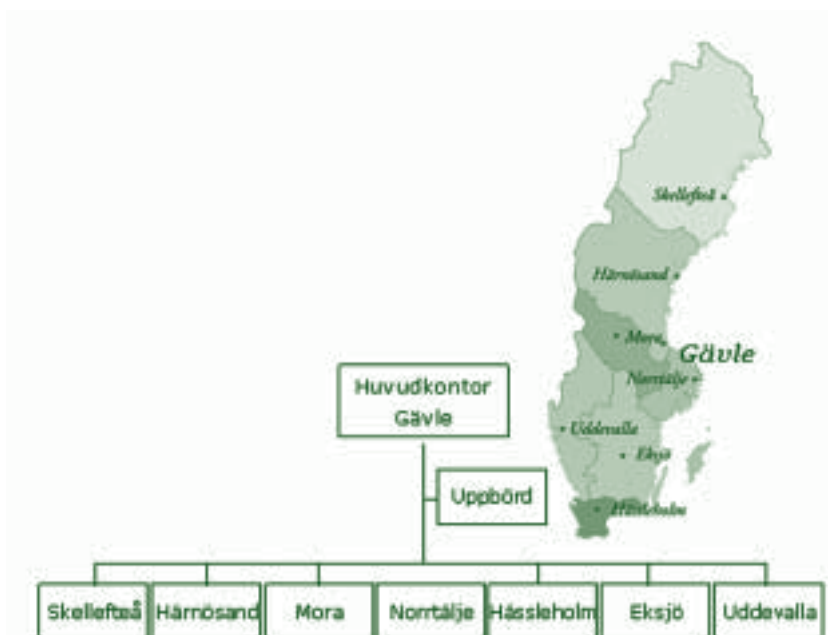 Skellefteå
Härnösand
Mora
Gävle
Norrtälje
Uddevalla
Eksjö
Hässleholm
Huvudkontor
Gävle
Uppbörd
Skellefteå Härnösand Mora Norrtälje Hässleholm Eksjö Uddevalla